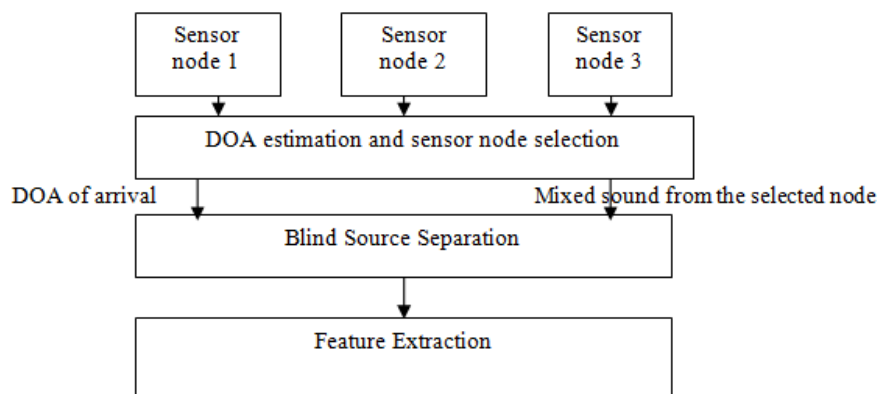 Sensor
node 1
Sensor
node 2
Sensor
node 3
DOA estimation and sensor node selection
DOA of arrival
Mixed sound from the selected node
Blind Source Separation
Feature Extraction